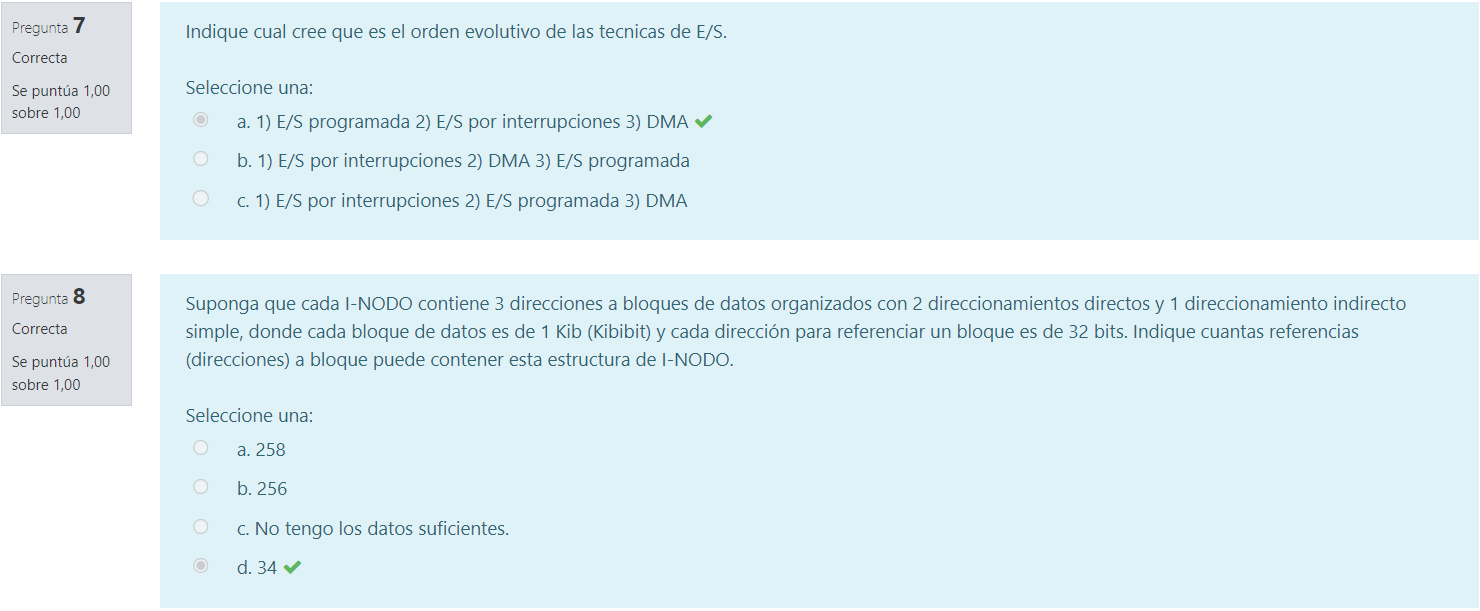 Pregunta 7
Correcta
Se puntúa 1,00
sobre 1,00
Indique cual cree que es el orden evolutivo de las tecnicas de E/S.
Seleccione una:
a. 1) E/S programada 2) E/S por interrupciones 3) DMA
b. 1) E/S por interrupciones 2) DMA 3) E/S programada
c. 1) E/S por interrupciones 2) E/S programada 3) DMA
Pregunta 8
Correcta
Se puntúa 1,00
sobre 1,00
Suponga que cada I-NODO contiene 3 direcciones a bloques de datos organizados con 2 direccionamientos directos y 1 direccionamiento indirecto
simple, donde cada bloque de datos es de 1 Kib (Kibibit) y cada dirección para referenciar un bloque es de 32 bits. Indique cuantas referencias
(direcciones) a bloque puede contener esta estructura de I-NODO.
Seleccione una:
a. 258
b. 256
c. No tengo los datos suficientes.
d. 34